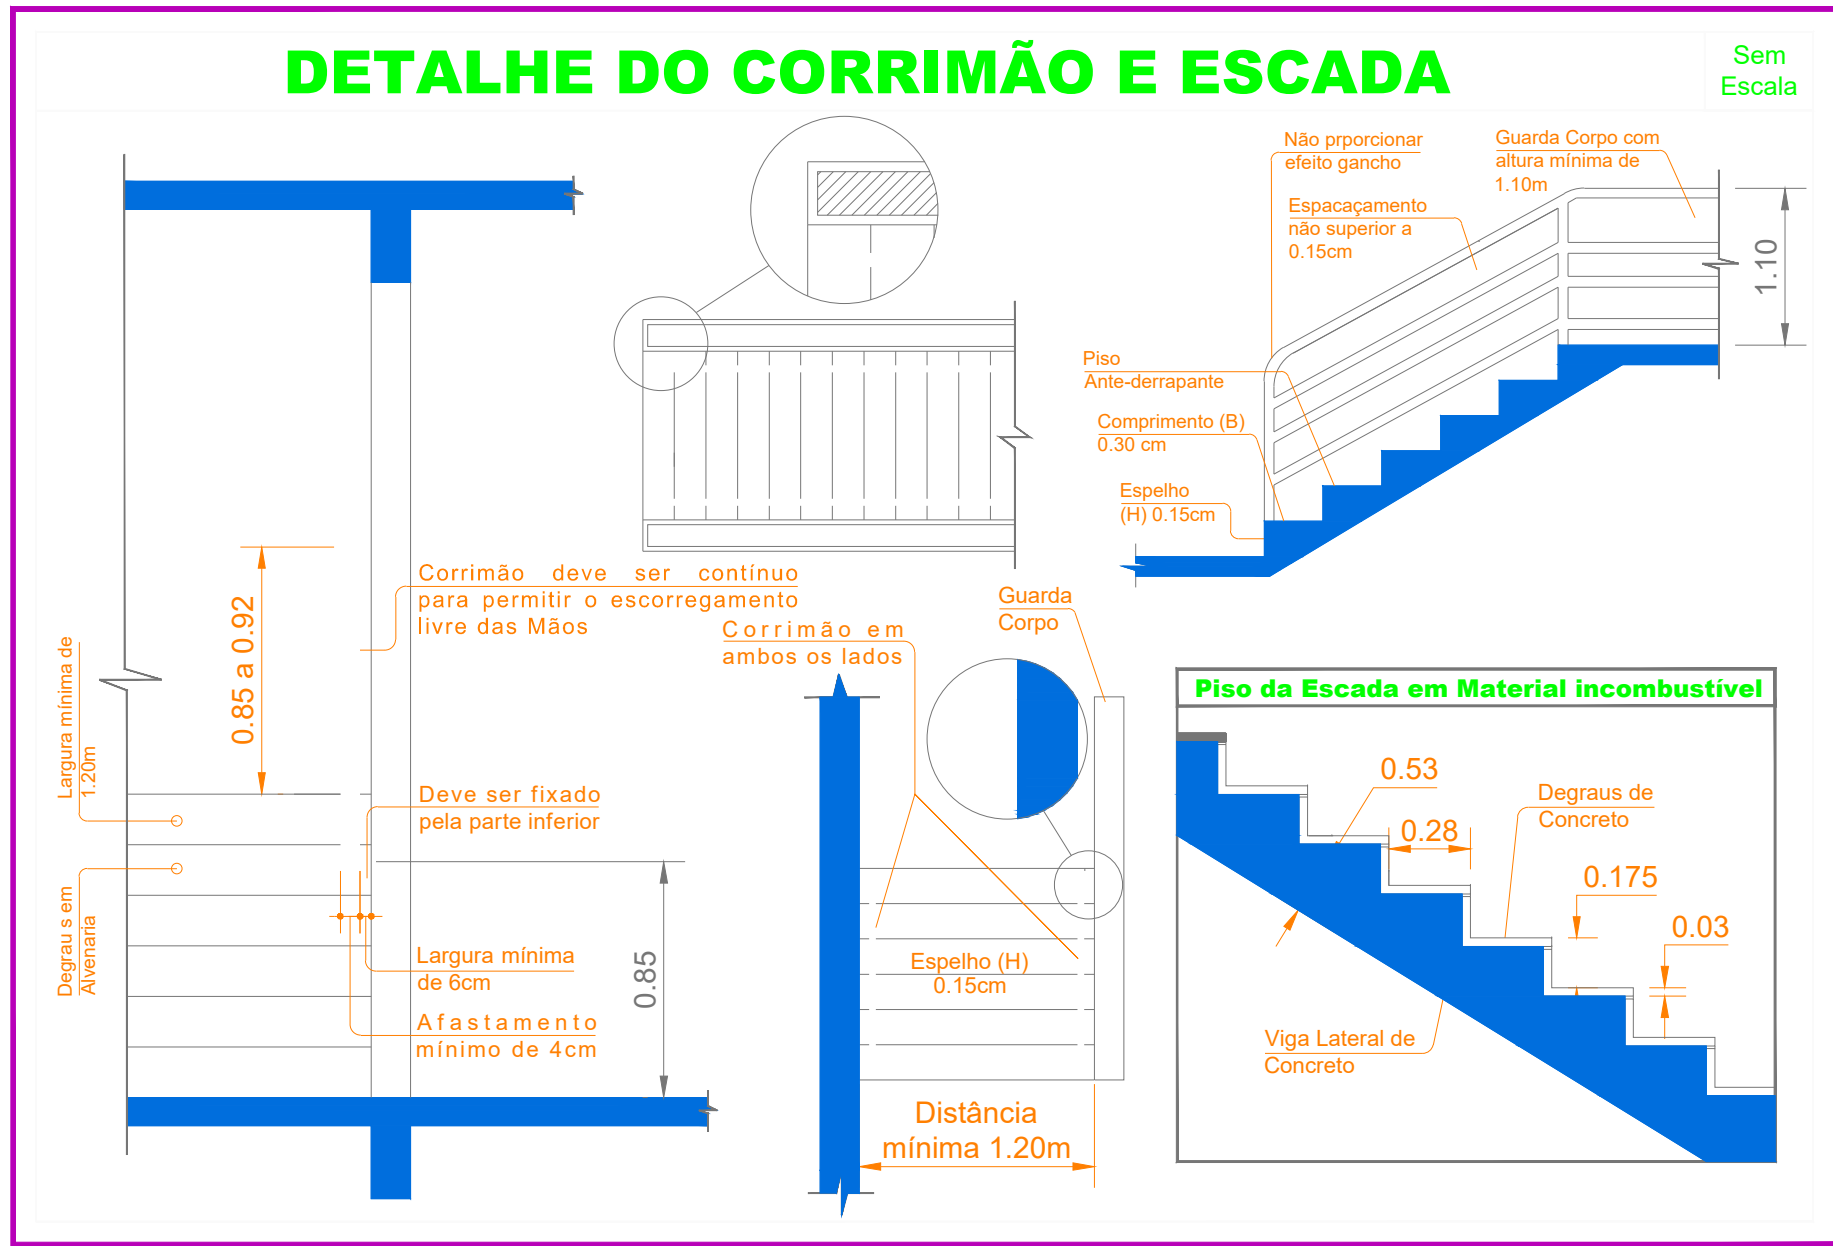 DETALHE DO CORRIMÃO E ESCADA
Sem
Escala
Não prporcionar
efeito gancho
Guarda Corpo com
altura mínima de
1.10m
Espacaçamento
não superior a
0.15cm
1.10
Piso
Ante-derrapante
Comprimento (B)
0.30 cm
Espelho
(H) 0.15cm
0.85 a 0.92
Corrimão deve ser contínuo
para permitir o escorregamento
livre das Mãos
Largura mínima de
1.20m
Deve ser fixado
pela parte inferior
Degrau s em
Alvenaria
Largura mínima
de 6cm
Afastamento
mínimo de 4cm
0.85
Corrimão em
ambos os lados
Guarda
Corpo
Espelho (H)
0.15cm
Distância
mínima 1.20m
Piso da Escada em Material incombustível
0.53
0.28
Degraus de
Concreto
0.175
0.03
Viga Lateral de
Concreto